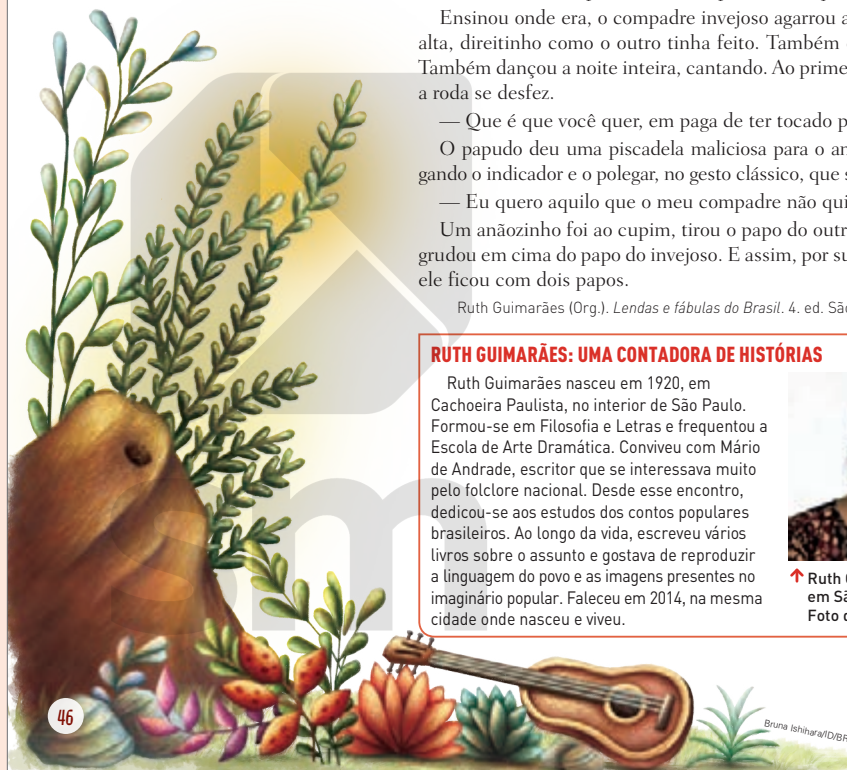 Ensinou onde era, o compadre invejoso agarrou a
alta, direitinho como o outro tinha feito. Também
Também dançou a noite inteira, cantando. Ao prime
a roda se desfez.
— Que é que você quer, em paga de ter tocado p
O papudo deu uma piscadela maliciosa para o an
gando o indicador e o polegar, no gesto clássico, que s
— Eu quero aquilo que o meu compadre não qui
Um anãozinho foi ao cupim, tirou o papo do outr
grudou em cima do papo do invejoso. E assim, por su
ele ficou com dois papos.
Ruth Guimarães (Org.). Lendas e fábulas do Brasil. 4. ed. São
RUTH GUIMARÃES: UMA CONTADORA DE HISTÓRIAS
Ruth Guimarães nasceu em 1920, em
Cachoeira Paulista, no interior de São Paulo.
Formou-se em Filosofia e Letras e frequentou a
Escola de Arte Dramática. Conviveu com Mário
de Andrade, escritor que se interessava muito
pelo folclore nacional. Desde esse encontro,
dedicou-se aos estudos dos contos populares
brasileiros. Ao longo da vida, escreveu vários
livros sobre o assunto e gostava de reproduzir
a linguagem do povo e as imagens presentes no
imaginário popular. Faleceu em 2014, na mesma
cidade onde nasceu e viveu.
Ruth
em Sã
Foto
sm
46
Bruna Ishihara/ID/BR